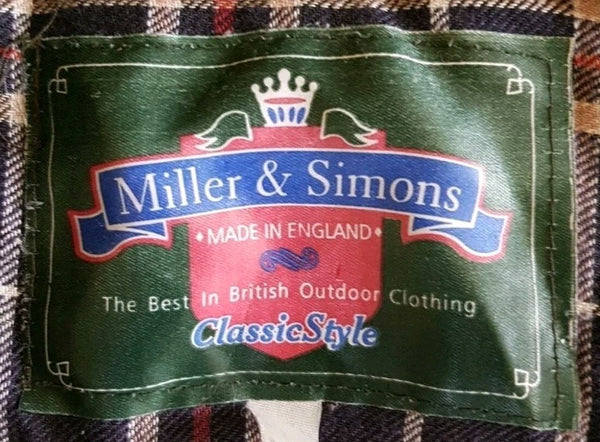 Miller & Simons
MADE IN ENGLAND
The Best In British Outdoor Clothing
ClassicStyle